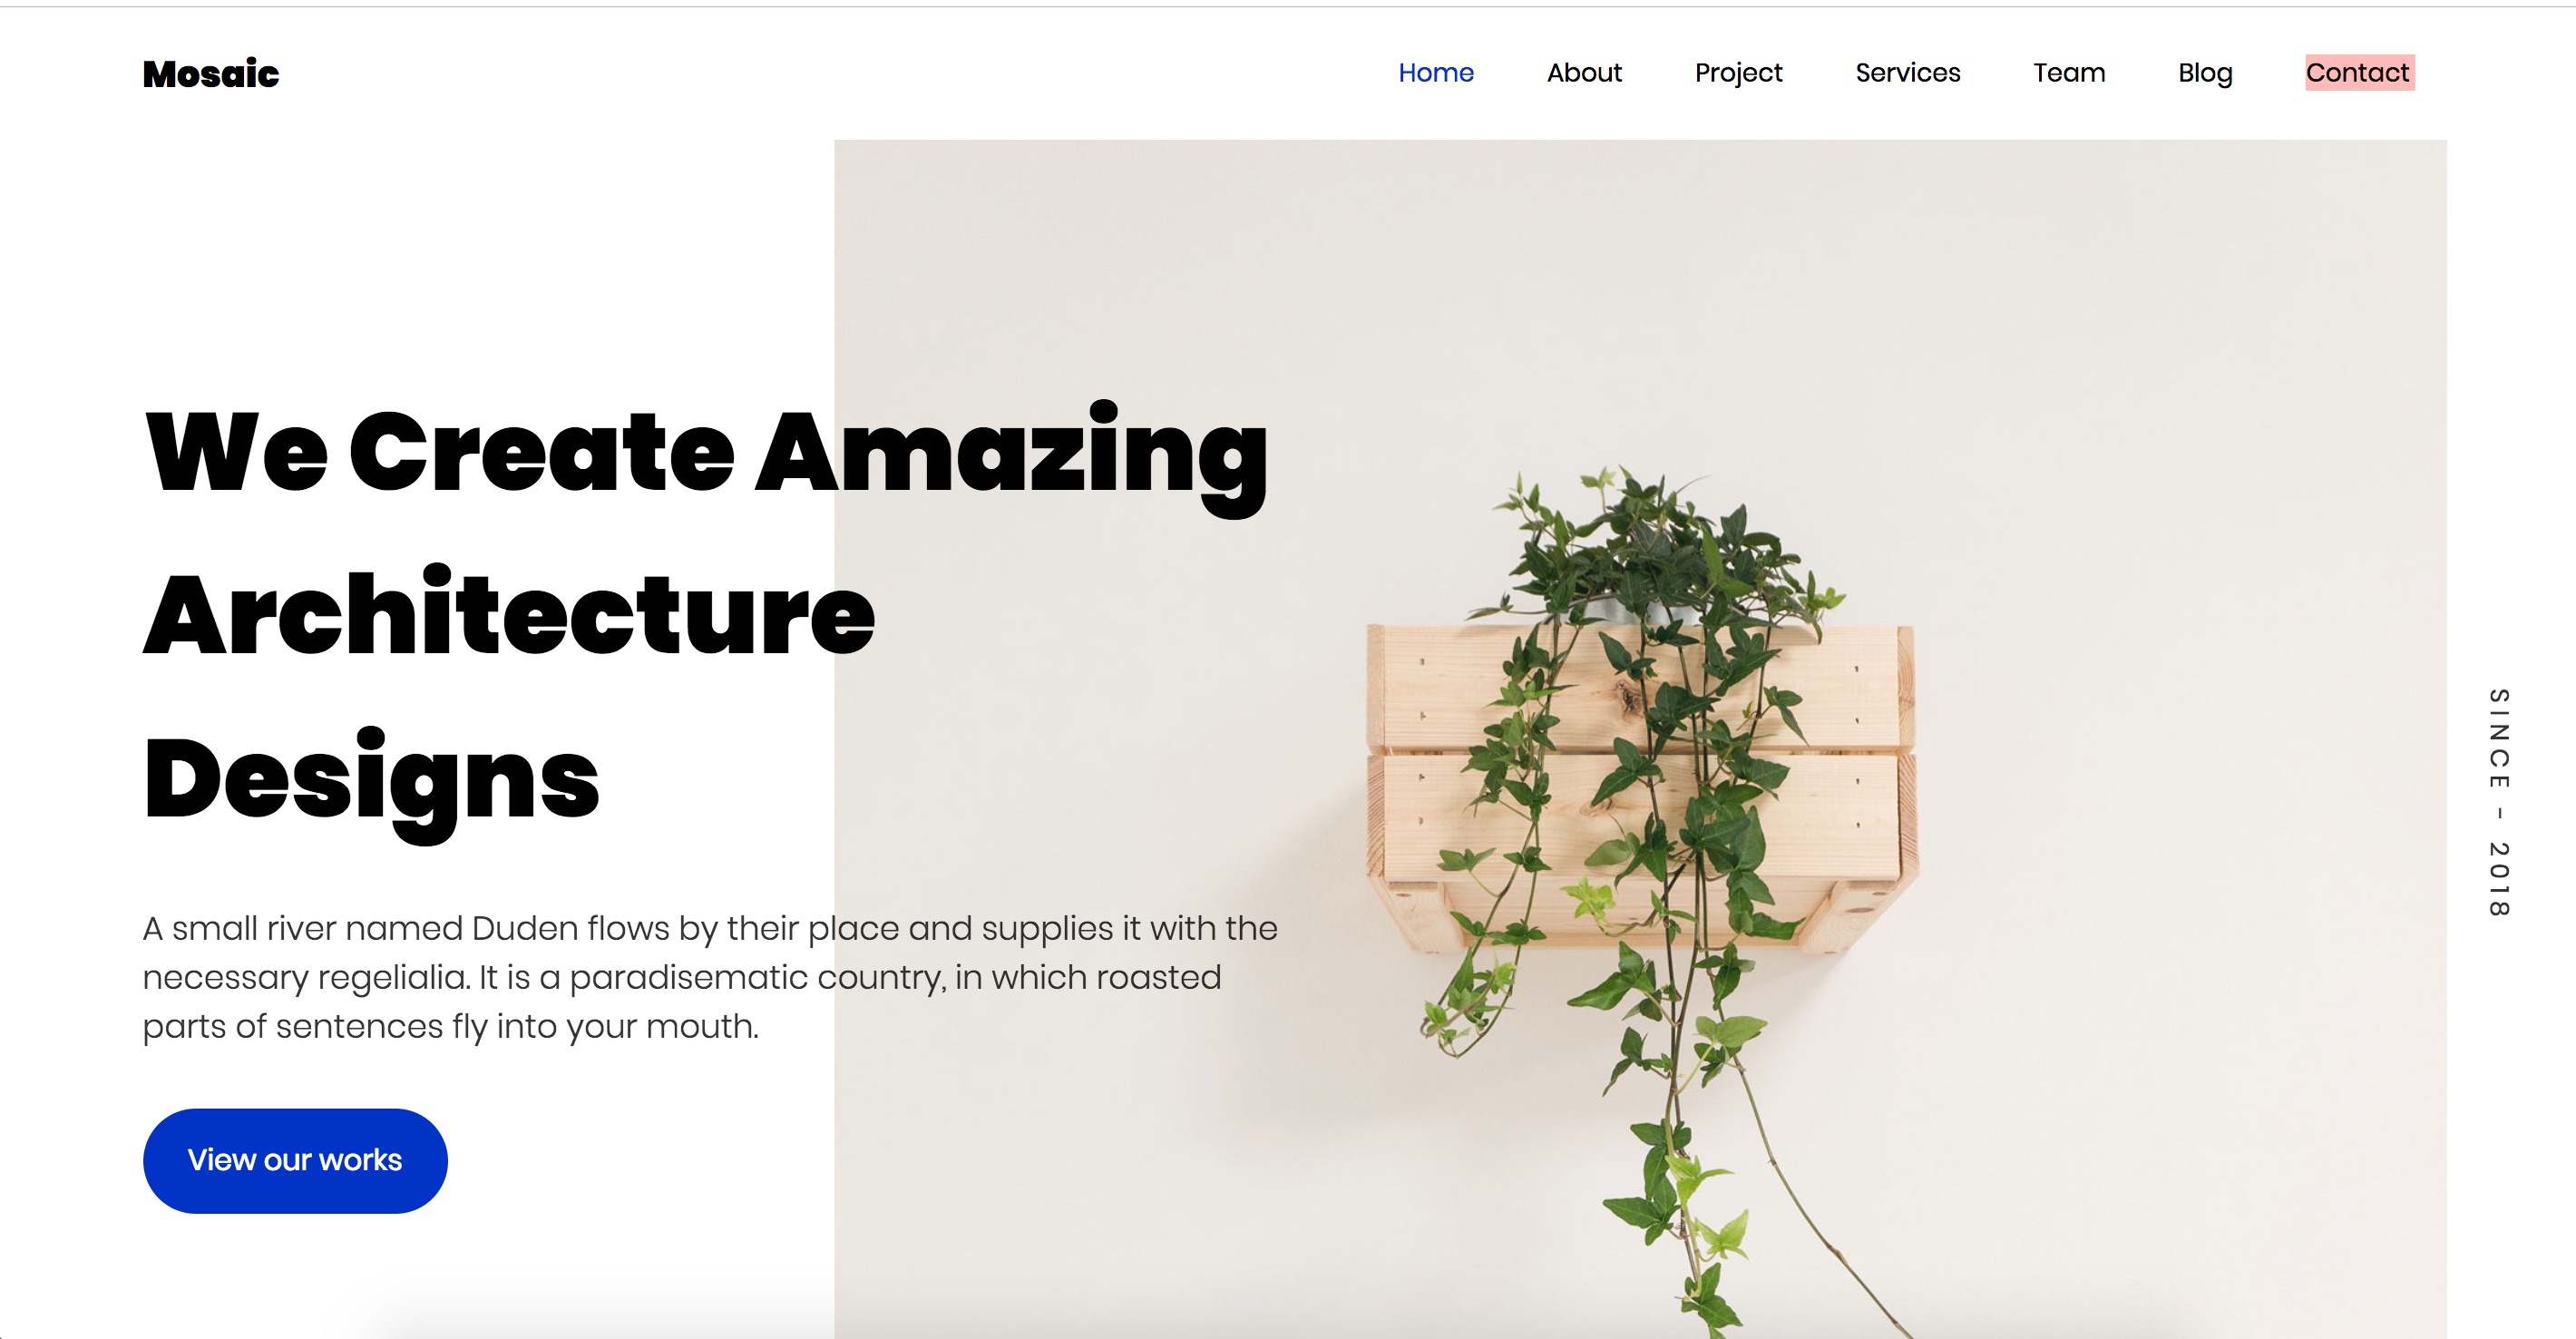 Mosaic
Home About Project Services Team Blog Contact
We Create Amazing
Architecture
Designs
A small river named Duden flows by their place and supplies it with the
necessary regelialia. It is a paradisematic country, in which roasted
parts of sentences fly into your mouth.
View our works
SINCE - 2018